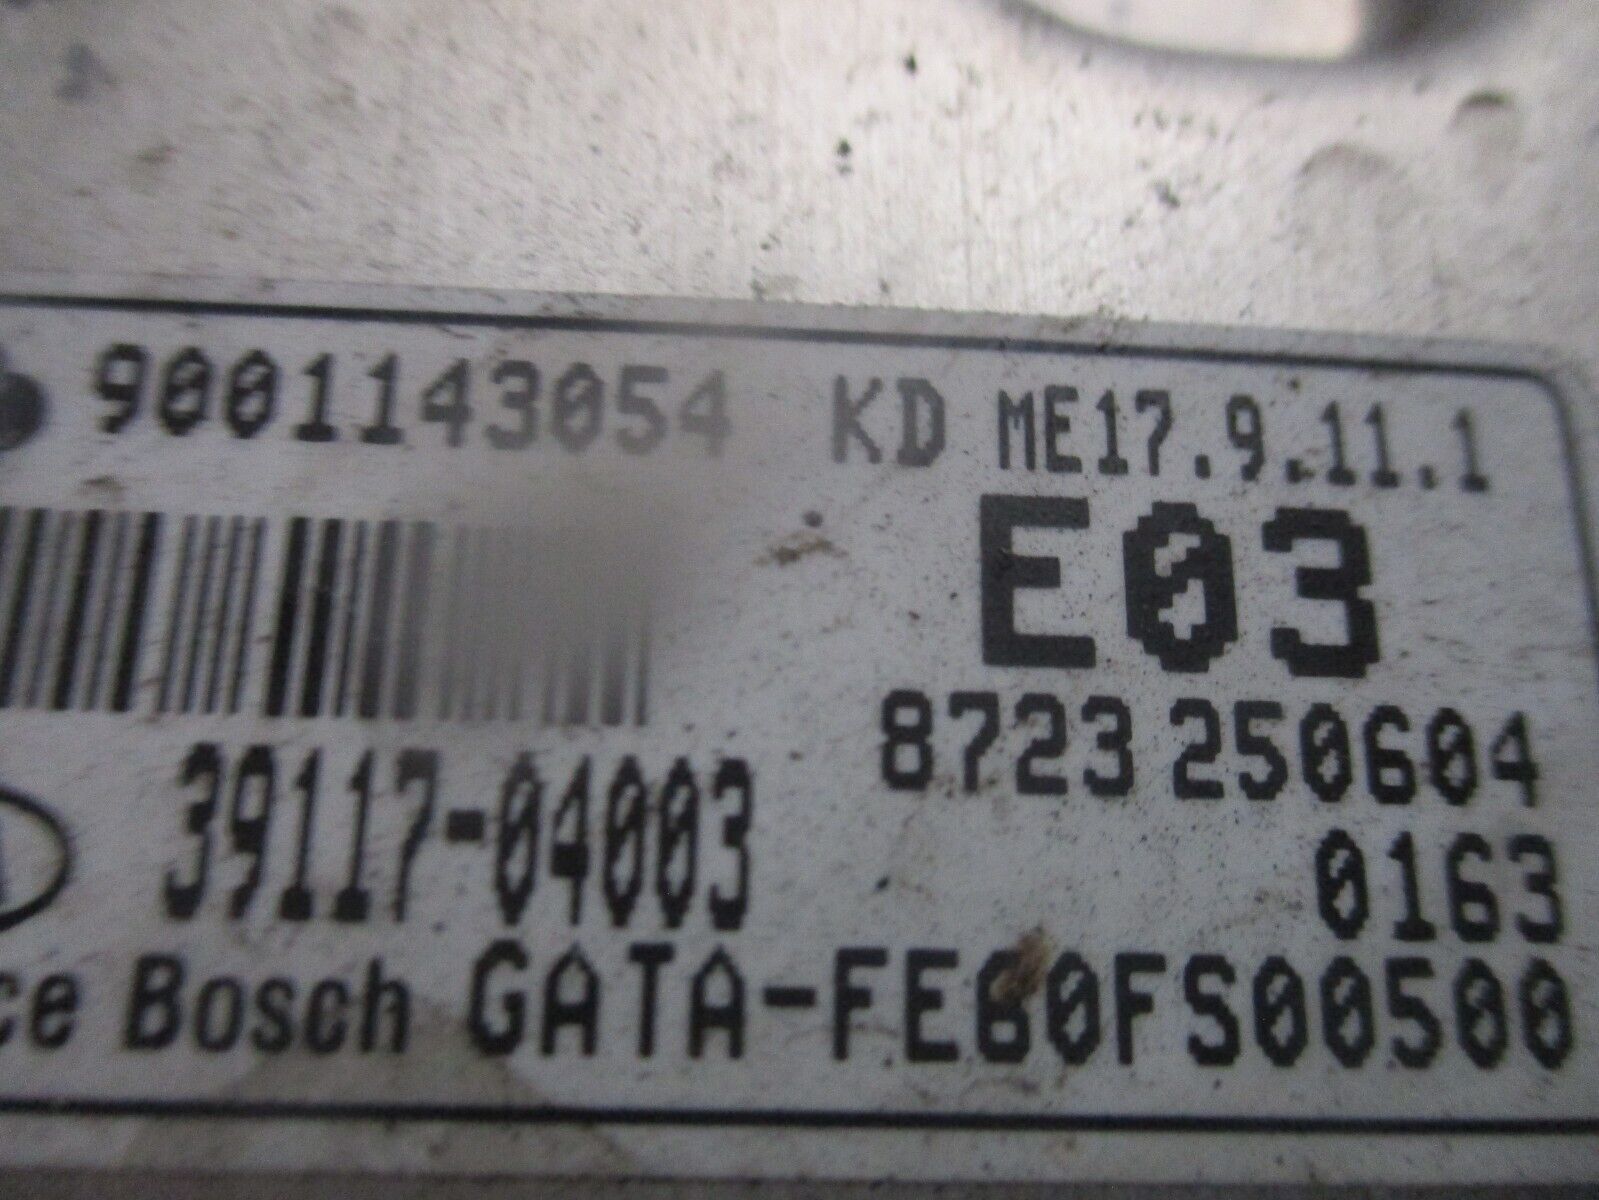 9001143054 KD ME17.9.11.1
E03
8723 250604
39117-04003
0163
Bosch GATA-FE60FS00500